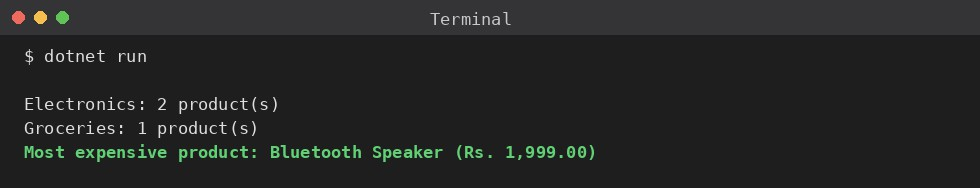 Terminal
$ dotnet run
Electronics: 2 product(s)
Groceries: 1 product(s)
Most expensive product: Bluetooth Speaker (Rs. 1,999.00)